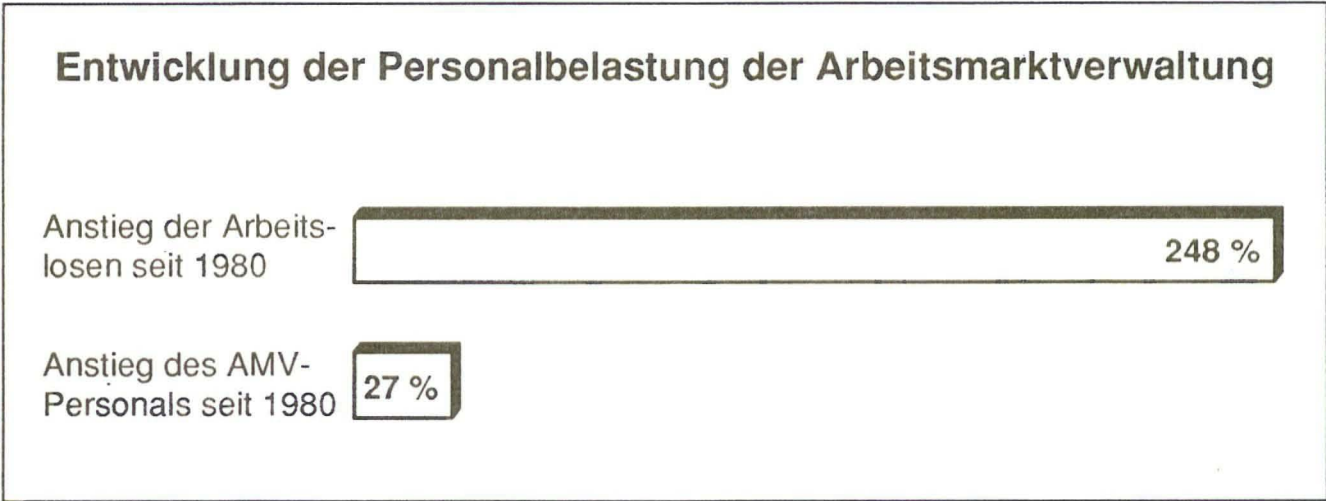 Entwicklung der Personalbelastung der Arbeitsmarktverwaltung
Anstieg der Arbeits-
losen seit 1980
248 %
Anstieg des AMV-
Personals seit 1980
27 %